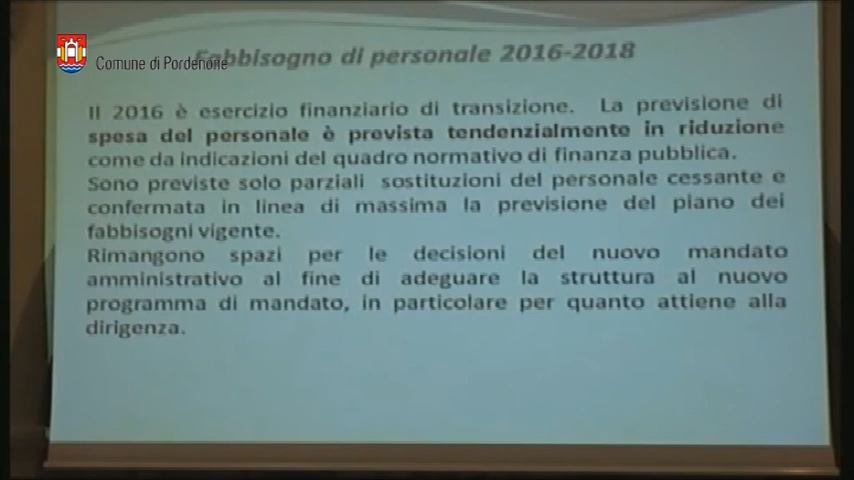 Comune di Pordenone
Fabbisogno di personale 2016-2018
Il 2016 è esercizio finanziario di transizione. La previsione di
spesa del personale è prevista tendenzialmente in riduzione
come da indicazioni del quadro normativo di finanza pubblica.
Sono previste solo parziali sostituzioni del personale cessante e
confermata in linea di massima la previsione del piano dei
fabbisogni vigente.
Rimangono spazi per le decisioni del nuovo mandato
amministrativo al fine di adeguare la struttura al nuovo
programma di mandato, in particolare per quanto attiene alla
dirigenza.